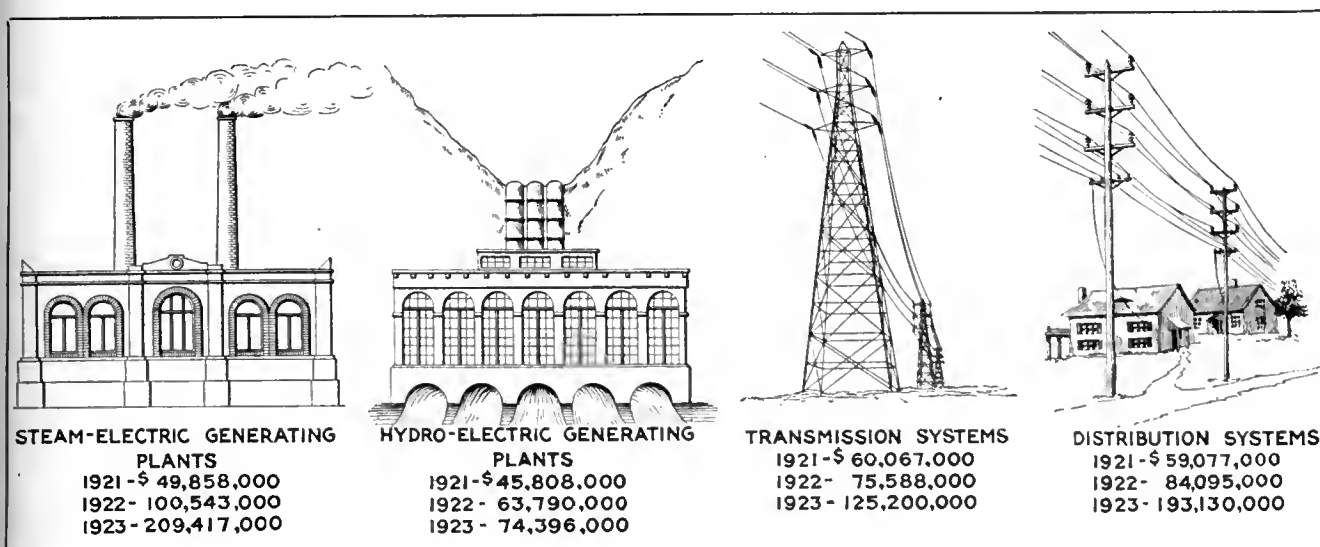 STEAM-ELECTRIC GENERATING
PLANTS
1921-$ 49,858,000
1922-100,543,000
1923-209,417,000
HYDRO-ELECTRIC GENERATING
PLANTS
1921-$45,808,000
1922- 63,790,000
1923- 74,396,000
TRANSMISSION SYSTEMS
1921-$ 60,067,000
1922- 75,588,000
1923-125,200,000
DISTRIBUTION SYSTEMS
1921-$59,077,000
1922- 84,095,000
1923-193,130,000